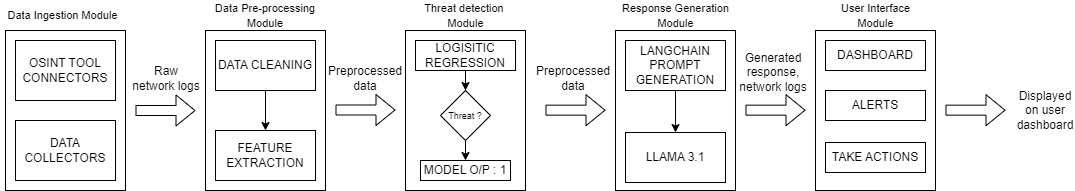 Data Ingestion Module
OSINT TOOL
CONNECTORS
DATA
COLLECTORS
Raw
network logs
Data Pre-processing
Module
DATA CLEANING
FEATURE
EXTRACTION
Preprocessed
data
Threat detection
Module
LOGISITIC
REGRESSION
Threat ?
MODEL O/P : 1
Preprocessed
data
Response Generation
Module
LANGCHAIN
PROMPT
GENERATION
LLAMA 3.1
Generated
response,
network logs
User Interface
Module
DASHBOARD
ALERTS
TAKE ACTIONS
Displayed
on user
dashboard